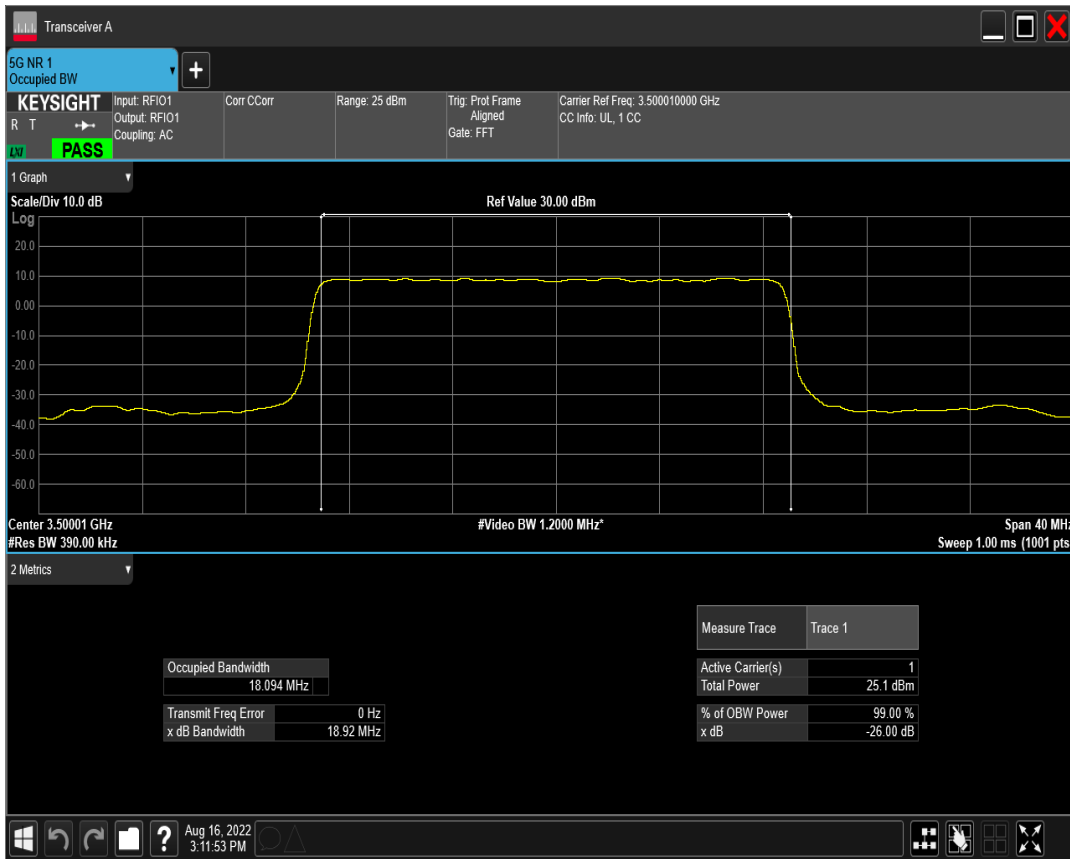 Transceiver A
5G NR 1
Occupied BW
+
KEYSIGHT
R T
LXI
PASS
Input: RFIO1
Output: RFIO1
Coupling: AC
Corr CCorr
Range: 25 dBm
Trig: Prot Frame
Aligned
Gate: FFT
Carrier Ref Freq: 3.500010000 GHz
CC Info: UL, 1 CC
1 Graph
Scale/Div 10.0 dB
Ref Value 30.00 dBm
Log
20.0
10.0
0.00
-10.0
-20.0
-30.0
-40.0
-50.0
-60.0
Center 3.50001 GHz
#Video BW 1.2000 MHz*
Span 40 MHz
#Res BW 390.00 kHz
Sweep 1.00 ms (1001 pts
2 Metrics
Measure Trace Trace 1
Occupied Bandwidth
18.094 MHz
Active Carrier(s) 1
Total Power 25.1 dBm
Transmit Freq Error 0 Hz
x dB Bandwidth 18.92 MHz
% of OBW Power 99.00 %
x dB -26.00 dB
?
Aug 16, 2022
3:11:53 PM